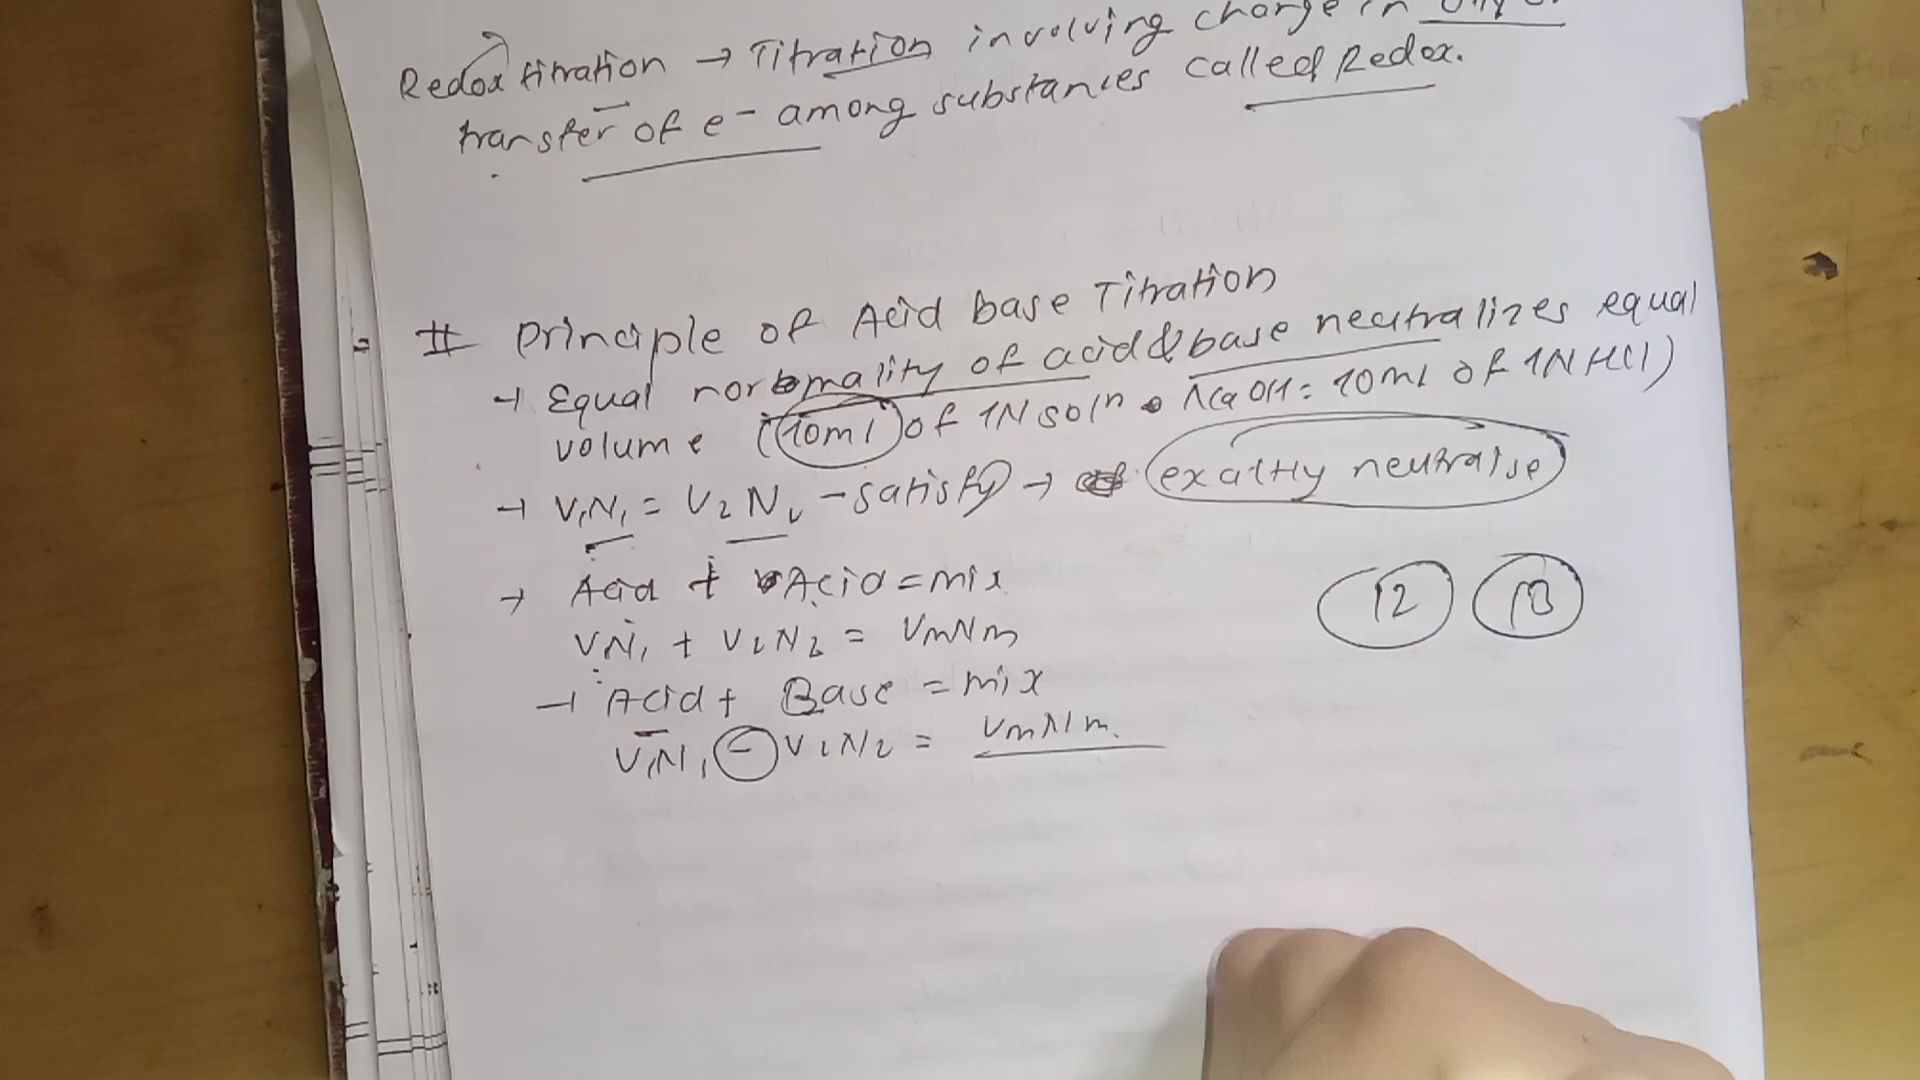 Redox titration → Titration involving change in
transfer of e- among substances called Redox.
# Principle of Acid base Titration
→ Equal normality of acid & base neutralizes equal
volume (10ml of 1N soln NaOH = 10ml of 1N HCl)
→ V₁N₁ = V₂N₂ - satisfy → exaltly neutralise
→ Acid + Acid = mix
V₁N₁ + V₂N₂ = VmNm
→ Acid + Base = mix
V₁N₁ - V₂N₂ = VmNm.
12